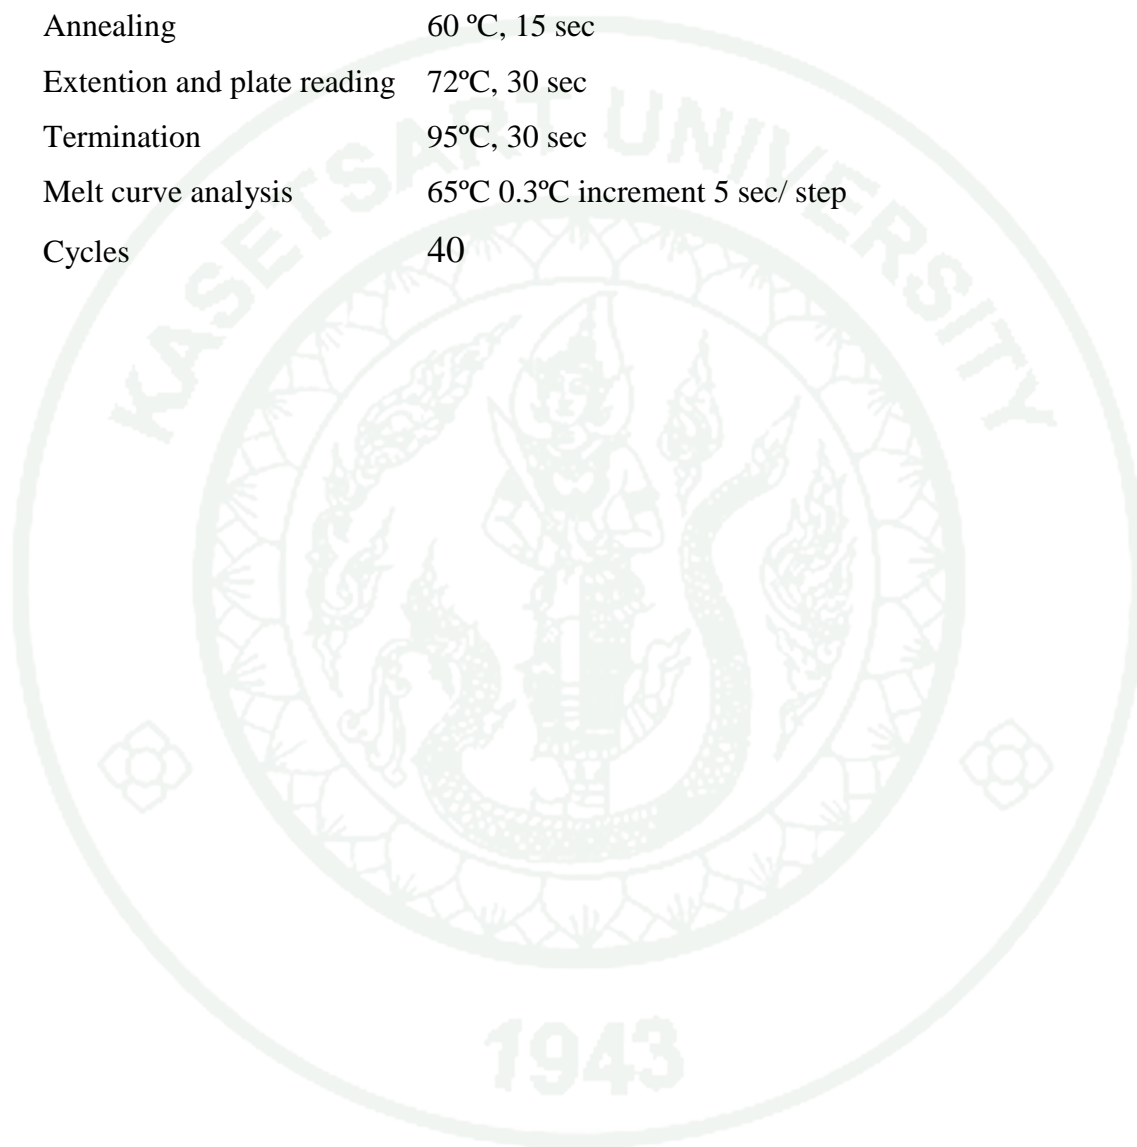 Annealing 60 ºC, 15 sec
Extention and plate reading 72ºC, 30 sec
Termination 95ºC, 30 sec
Melt curve analysis 65ºC 0.3ºC increment 5 sec/ step
Cycles 40
KASETSART UNIVERSITY
1943